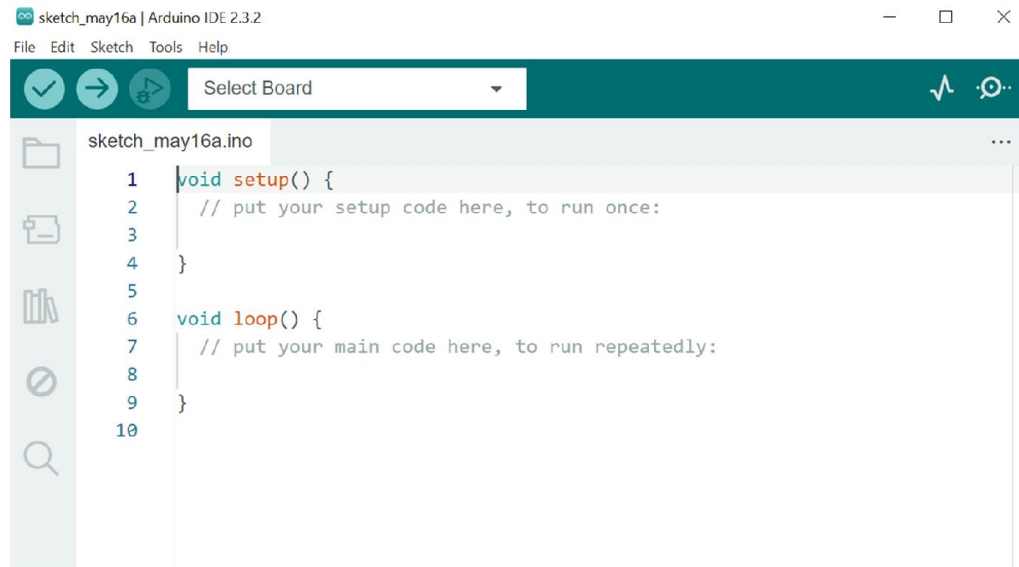 sketch_may16a | Arduino IDE 2.3.2
File Edit Sketch Tools Help
Select Board
sketch_may16a.ino
1 void setup() {
2 // put your setup code here, to run once:
3
4 }
5
6 void loop() {
7 // put your main code here, to run repeatedly:
8
9 }
10